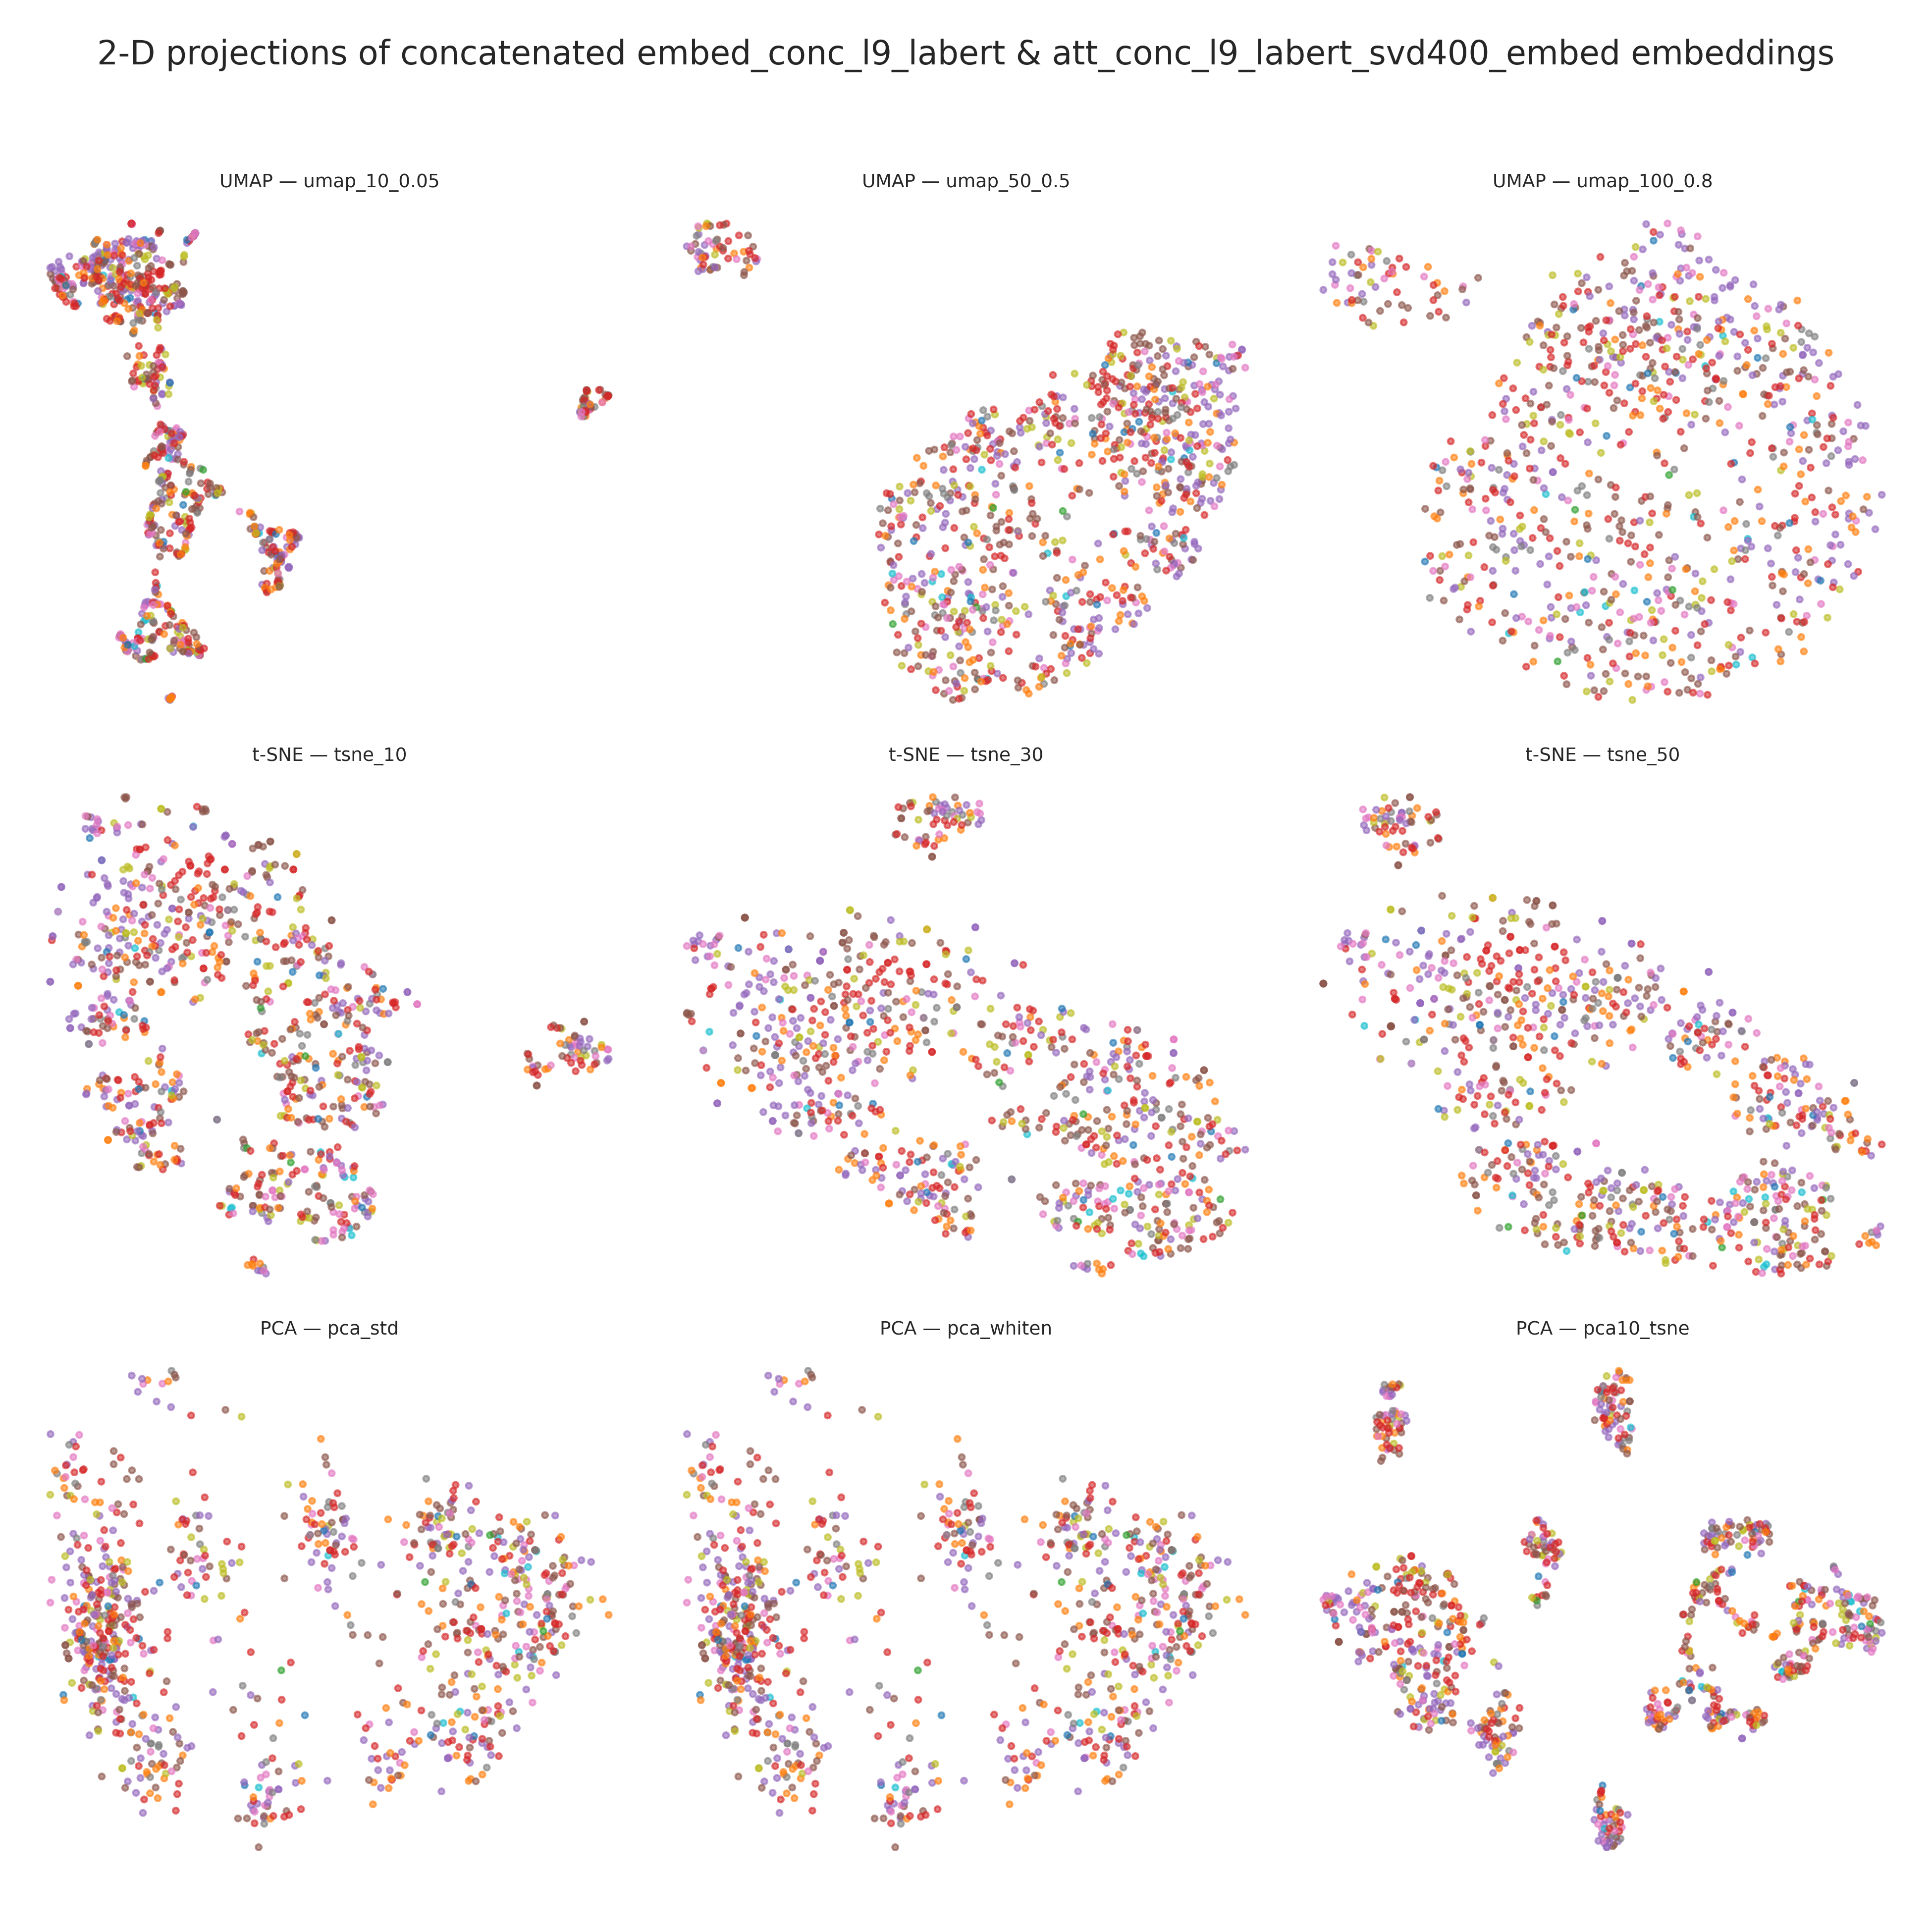 2-D projections of concatenated embed_conc_l9_labert & att_conc_l9_labert_svd400_embed embeddings
UMAP — umap_10_0.05
UMAP — umap_50_0.5
UMAP — umap_100_0.8
t-SNE — tsne_10
t-SNE — tsne_30
t-SNE — tsne_50
PCA — pca_std
PCA — pca_whiten
PCA — pca10_tsne